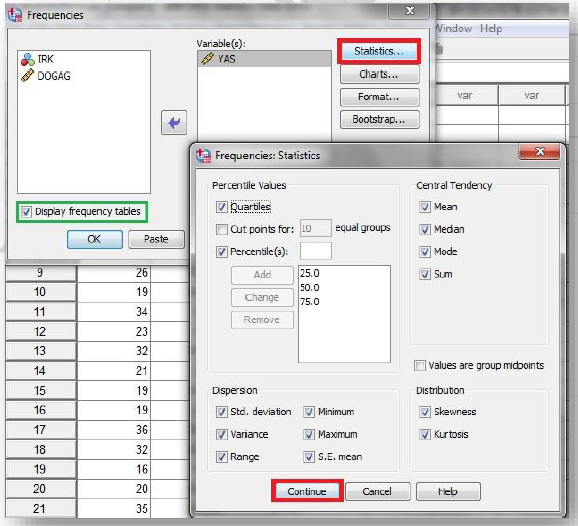 Frequencies
Window Help
Variable(s):
IRK
DOGAG
YAS
Statistics...
Charts...
Format...
Bootstrap...
var
var
Display frequency tables
OK
Paste
Frequencies: Statistics
Percentile Values
Quartiles
Cut points for: 10 equal groups
Percentile(s):
Add
Change
Remove
25.0
50.0
75.0
Central Tendency
Mean
Median
Mode
Sum
Values are group midpoints
Dispersion
Std. deviation
Minimum
Variance
Maximum
Range
S.E. mean
Distribution
Skewness
Kurtosis
Continue
Cancel
Help
9 26
10 19
11 34
12 23
13 32
14 21
15 19
16 19
17 36
18 32
19 16
20 20
21 35